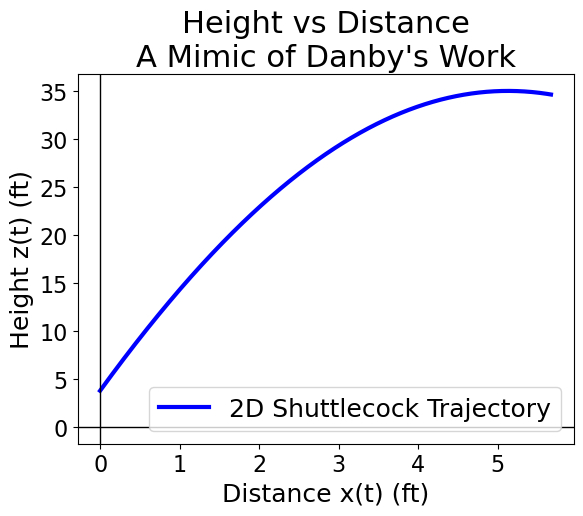 Height vs Distance
A Mimic of Danby's Work
Height z(t) (ft)
35
30
25
20
15
10
5
0
2D Shuttlecock Trajectory
0 1 2 3 4 5
Distance x(t) (ft)